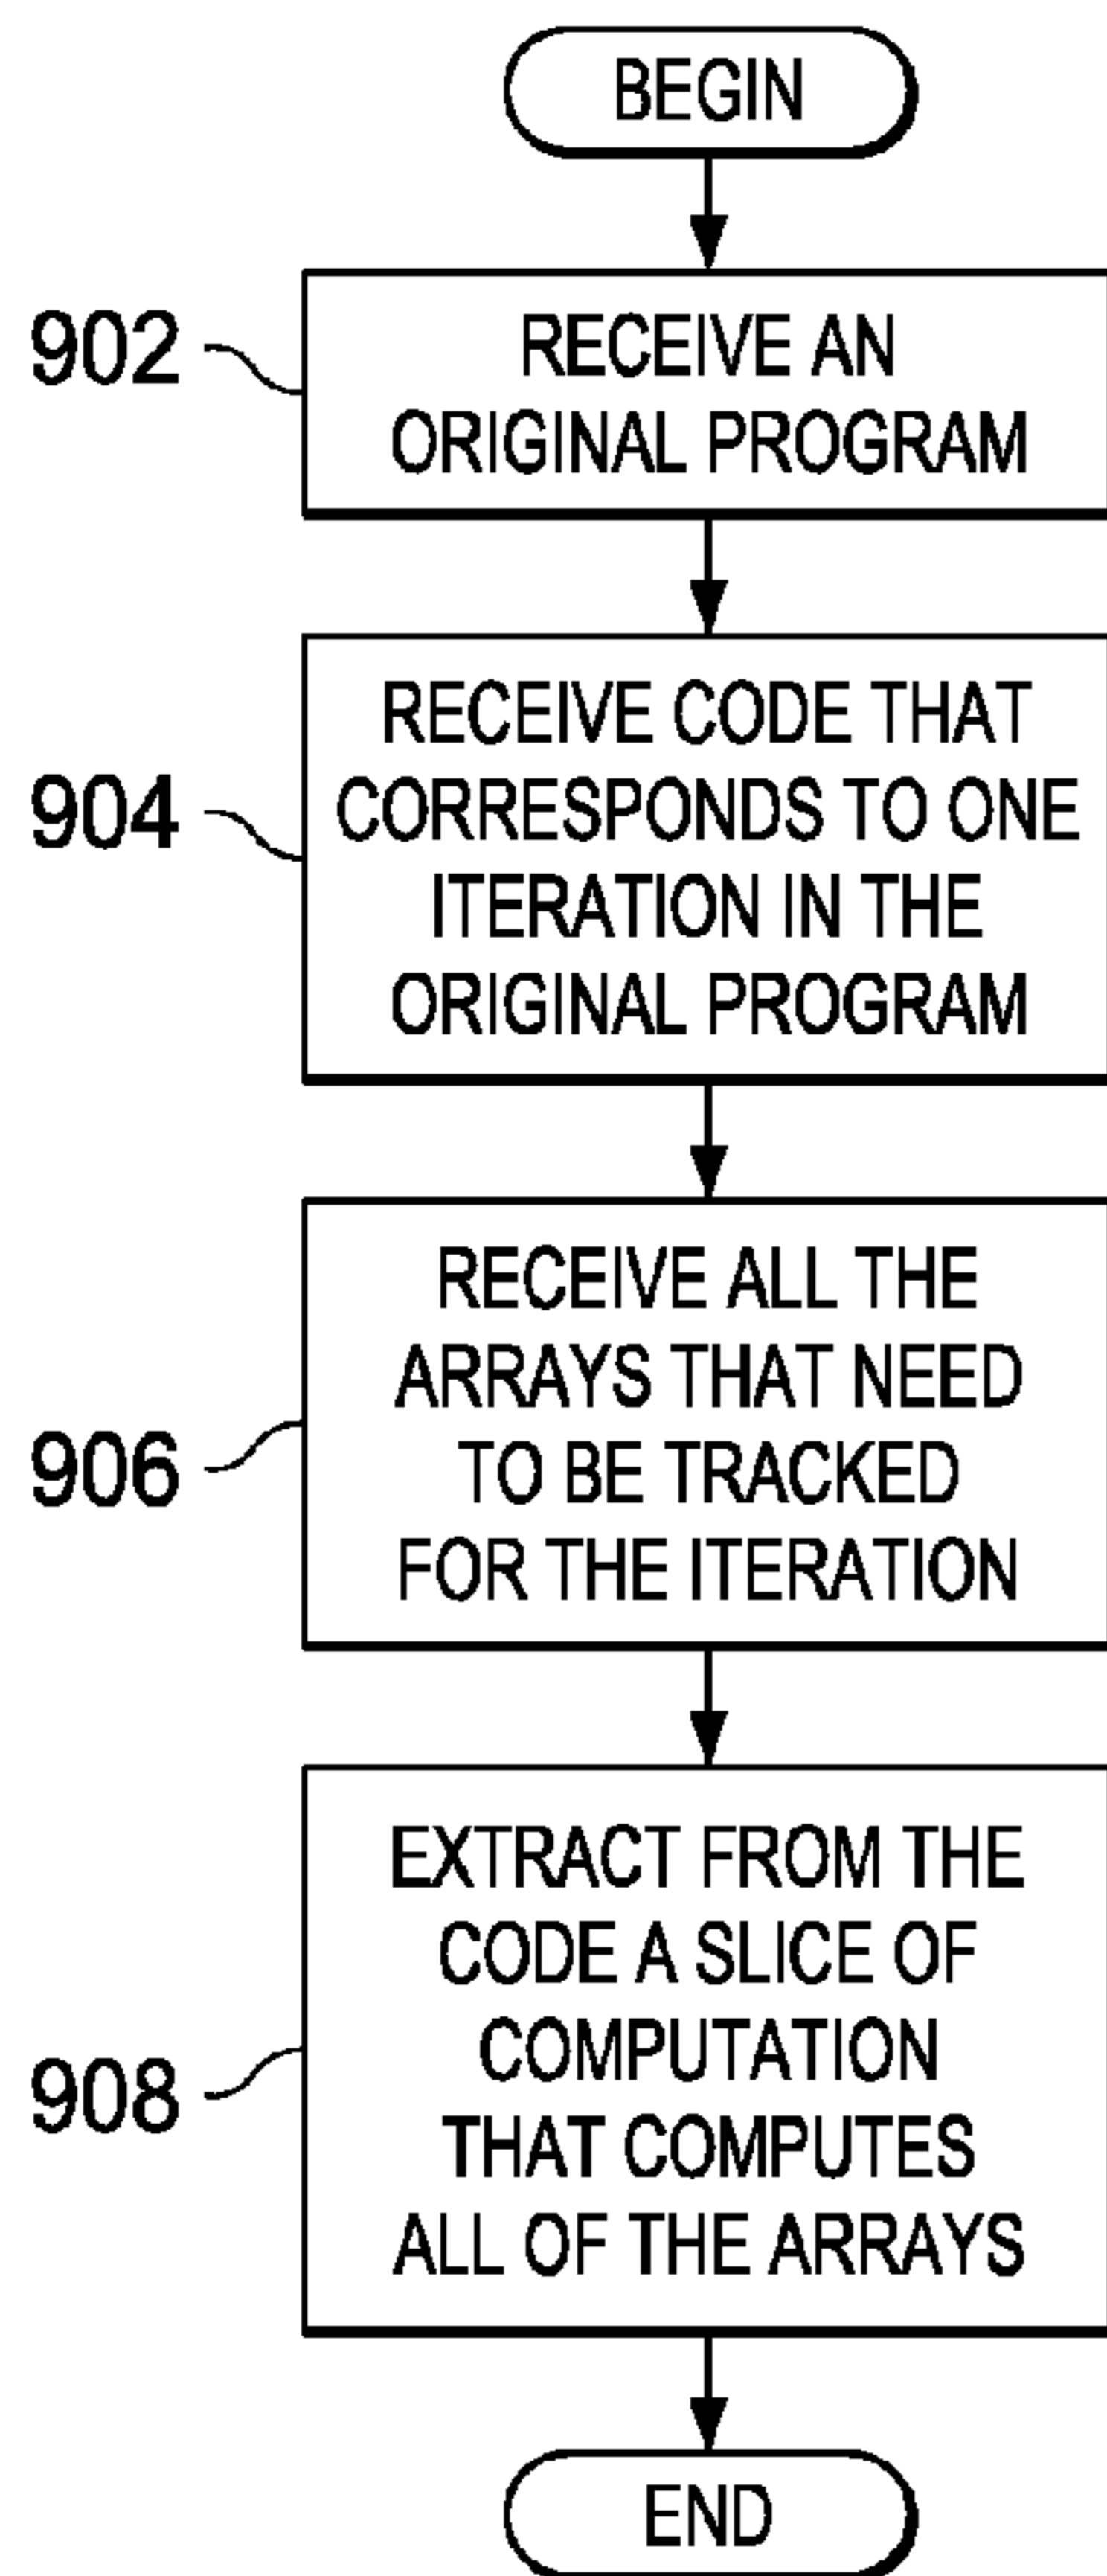 BEGIN
902
RECEIVE AN
ORIGINAL PROGRAM
904
RECEIVE CODE THAT
CORRESPONDS TO ONE
ITERATION IN THE
ORIGINAL PROGRAM
906
RECEIVE ALL THE
ARRAYS THAT NEED
TO BE TRACKED
FOR THE ITERATION
908
EXTRACT FROM THE
CODE A SLICE OF
COMPUTATION
THAT COMPUTES
ALL OF THE ARRAYS
END